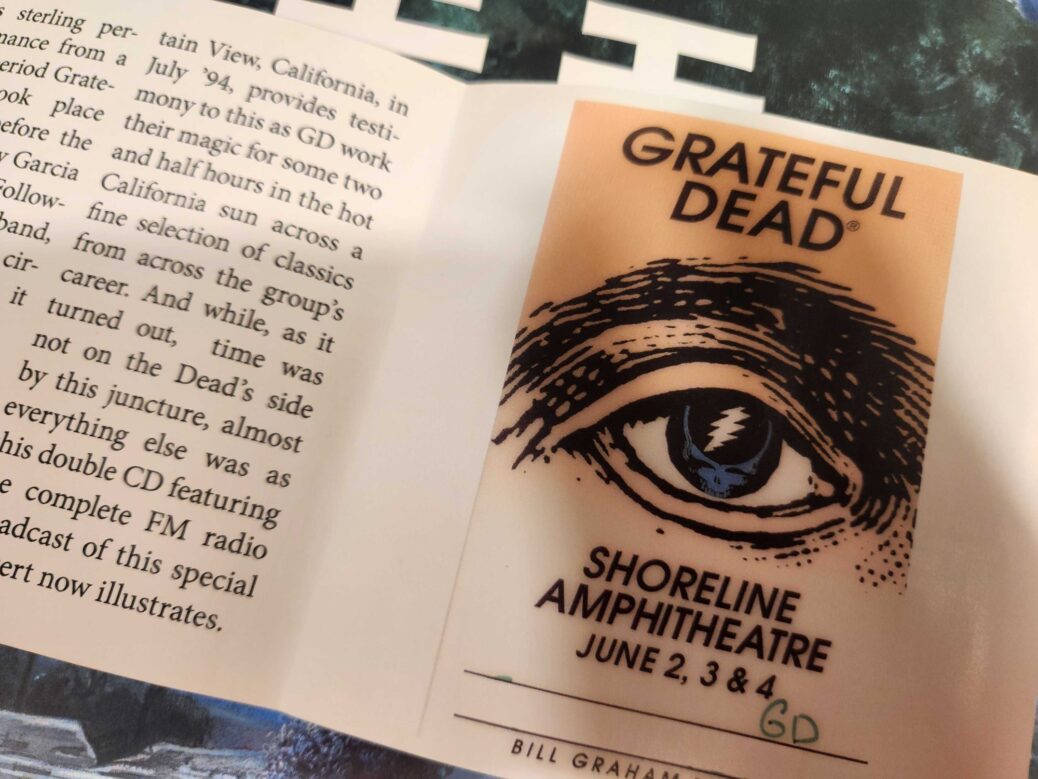 s sterling per-
mance from a
eriod Grate-
ook place
efore the
y Garcia
Follow-
band,
cir-
it
tain View, California, in
July '94, provides testi-
mony to this as GD work
their magic for some two
and half hours in the hot
California sun across a
fine selection of classics
from across the group's
career. And while, as it
turned out, time was
not on the Dead's side
by this juncture, almost
everything else was as
his double CD featuring
e complete FM radio
adcast of this special
ert now illustrates.
GRATEFUL
DEAD®
SHORELINE
AMPHITHEATRE
JUNE 2, 3 & 4
GD
BILL GRAHAM